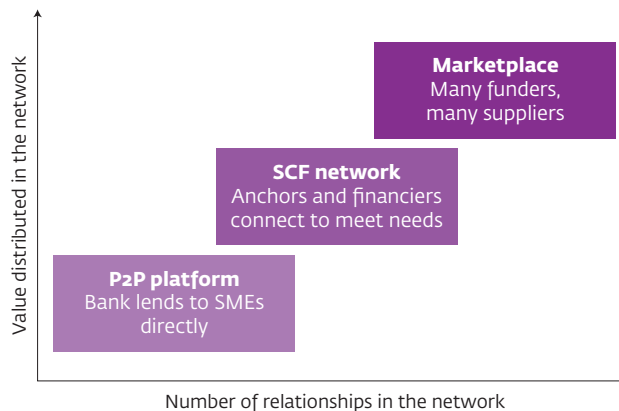 Value distributed in the network
Marketplace
Many funders,
many suppliers
SCF network
Anchors and financiers
connect to meet needs
P2P platform
Bank lends to SMEs
directly
Number of relationships in the network